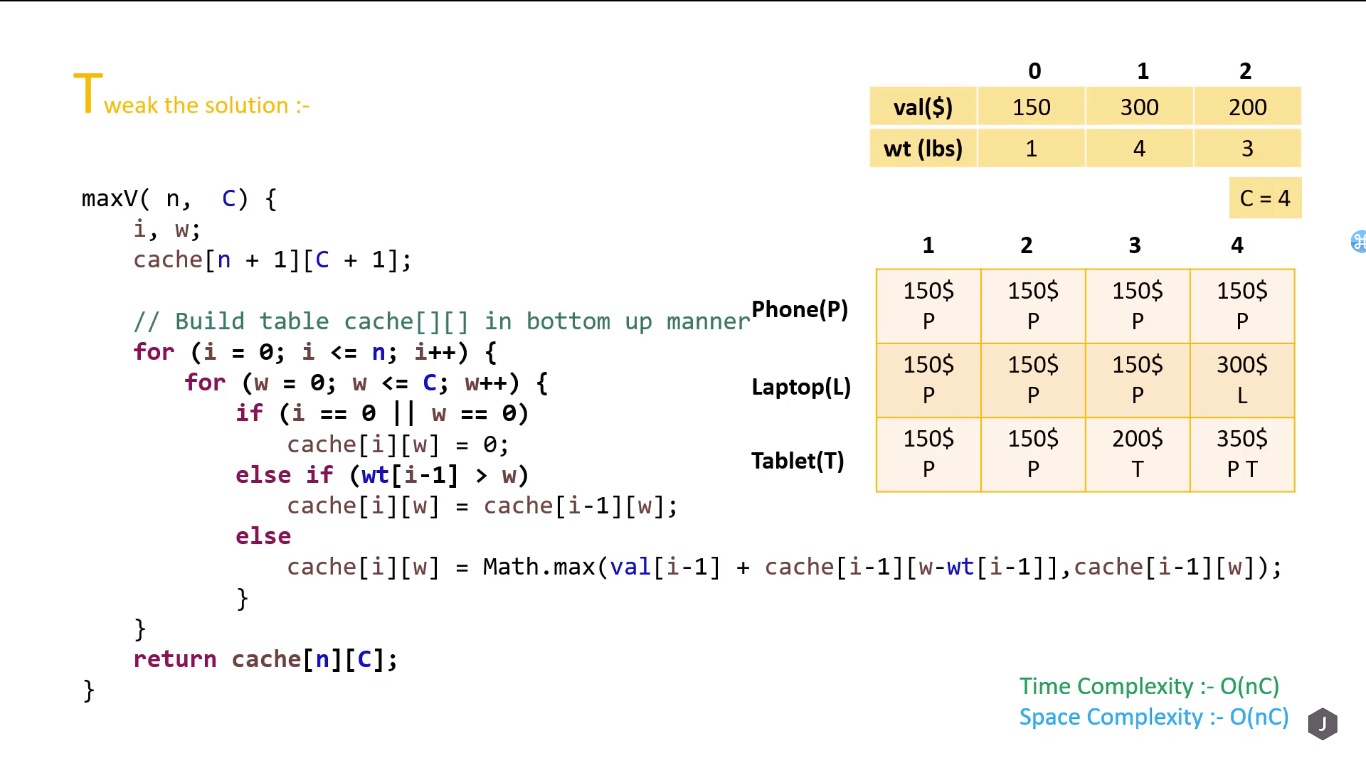 Tweak the solution :-
0 1 2
val($) 150 300 200
wt (lbs) 1 4 3
C = 4
maxV( n,  C) {
    i, w;
    cache[n + 1][C + 1];
    // Build table cache[][] in bottom up manner
    for (i = 0; i <= n; i++) {
        for (w = 0; w <= C; w++) {
            if (i == 0 || w == 0)
                cache[i][w] = 0;
            else if (wt[i-1] > w)
                cache[i][w] = cache[i-1][w];
            else
                cache[i][w] = Math.max(val[i-1] + cache[i-1][w-wt[i-1]],cache[i-1][w]);
            }
    }
    return cache[n][C];
}
1 2 3 4
Phone(P) 150$ 150$ 150$ 150$
P P P P
Laptop(L) 150$ 150$ 150$ 300$
P P P L
Tablet(T) 150$ 150$ 200$ 350$
P P T P T
Time Complexity :- O(nC)
Space Complexity :- O(nC)
J
⌘